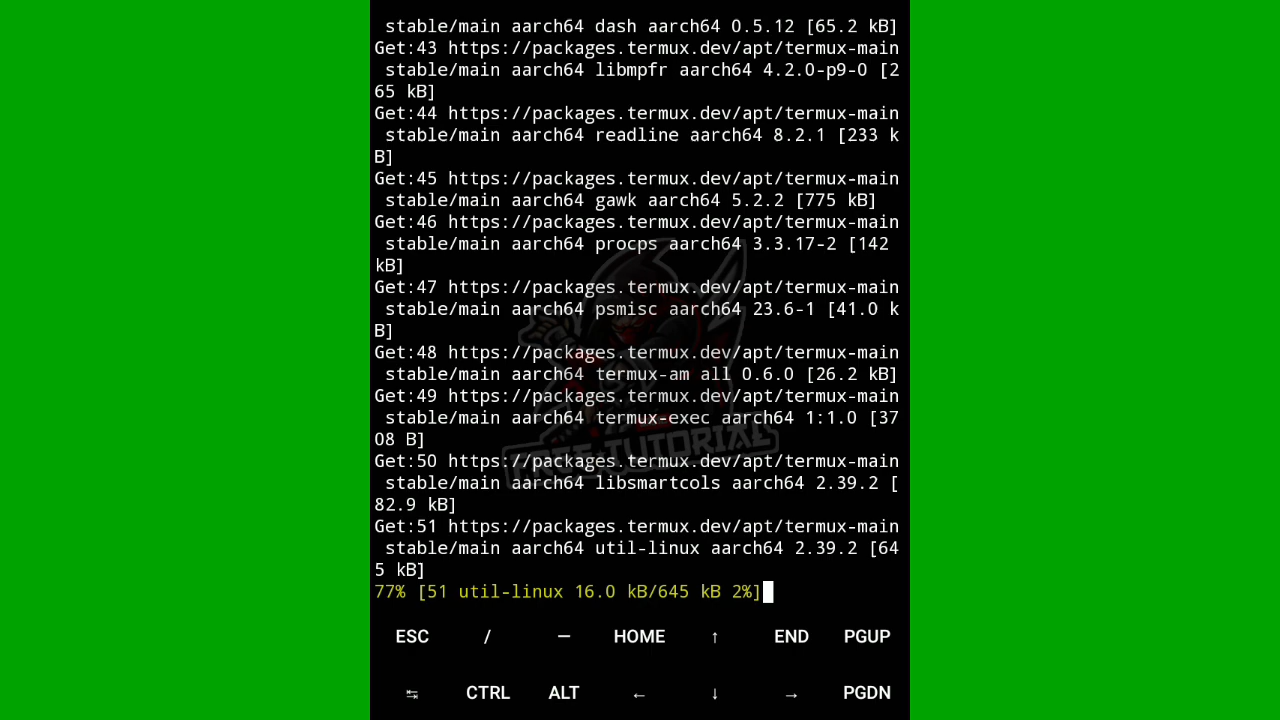 stable/main aarch64 dash aarch64 0.5.12 [65.2 kB]
Get:43 https://packages.termux.dev/apt/termux-main
stable/main aarch64 libmpfr aarch64 4.2.0-p9-0 [2
65 kB]
Get:44 https://packages.termux.dev/apt/termux-main
stable/main aarch64 readline aarch64 8.2.1 [233 k
B]
Get:45 https://packages.termux.dev/apt/termux-main
stable/main aarch64 gawk aarch64 5.2.2 [775 kB]
Get:46 https://packages.termux.dev/apt/termux-main
stable/main aarch64 procps aarch64 3.3.17-2 [142
kB]
Get:47 https://packages.termux.dev/apt/termux-main
stable/main aarch64 psmisc aarch64 23.6-1 [41.0 k
B]
Get:48 https://packages.termux.dev/apt/termux-main
stable/main aarch64 termux-am all 0.6.0 [26.2 kB]
Get:49 https://packages.termux.dev/apt/termux-main
stable/main aarch64 termux-exec aarch64 1:1.0 [37
08 B]
FREE TUTORIAL
Get:50 https://packages.termux.dev/apt/termux-main
stable/main aarch64 libsmartcols aarch64 2.39.2 [
82.9 kB]
Get:51 https://packages.termux.dev/apt/termux-main
stable/main aarch64 util-linux aarch64 2.39.2 [64
5 kB]
77% [51 util-linux 16.0 kB/645 kB 2%]
ESC / — HOME ↑ END PGUP
↹ CTRL ALT ← ↓ → PGDN